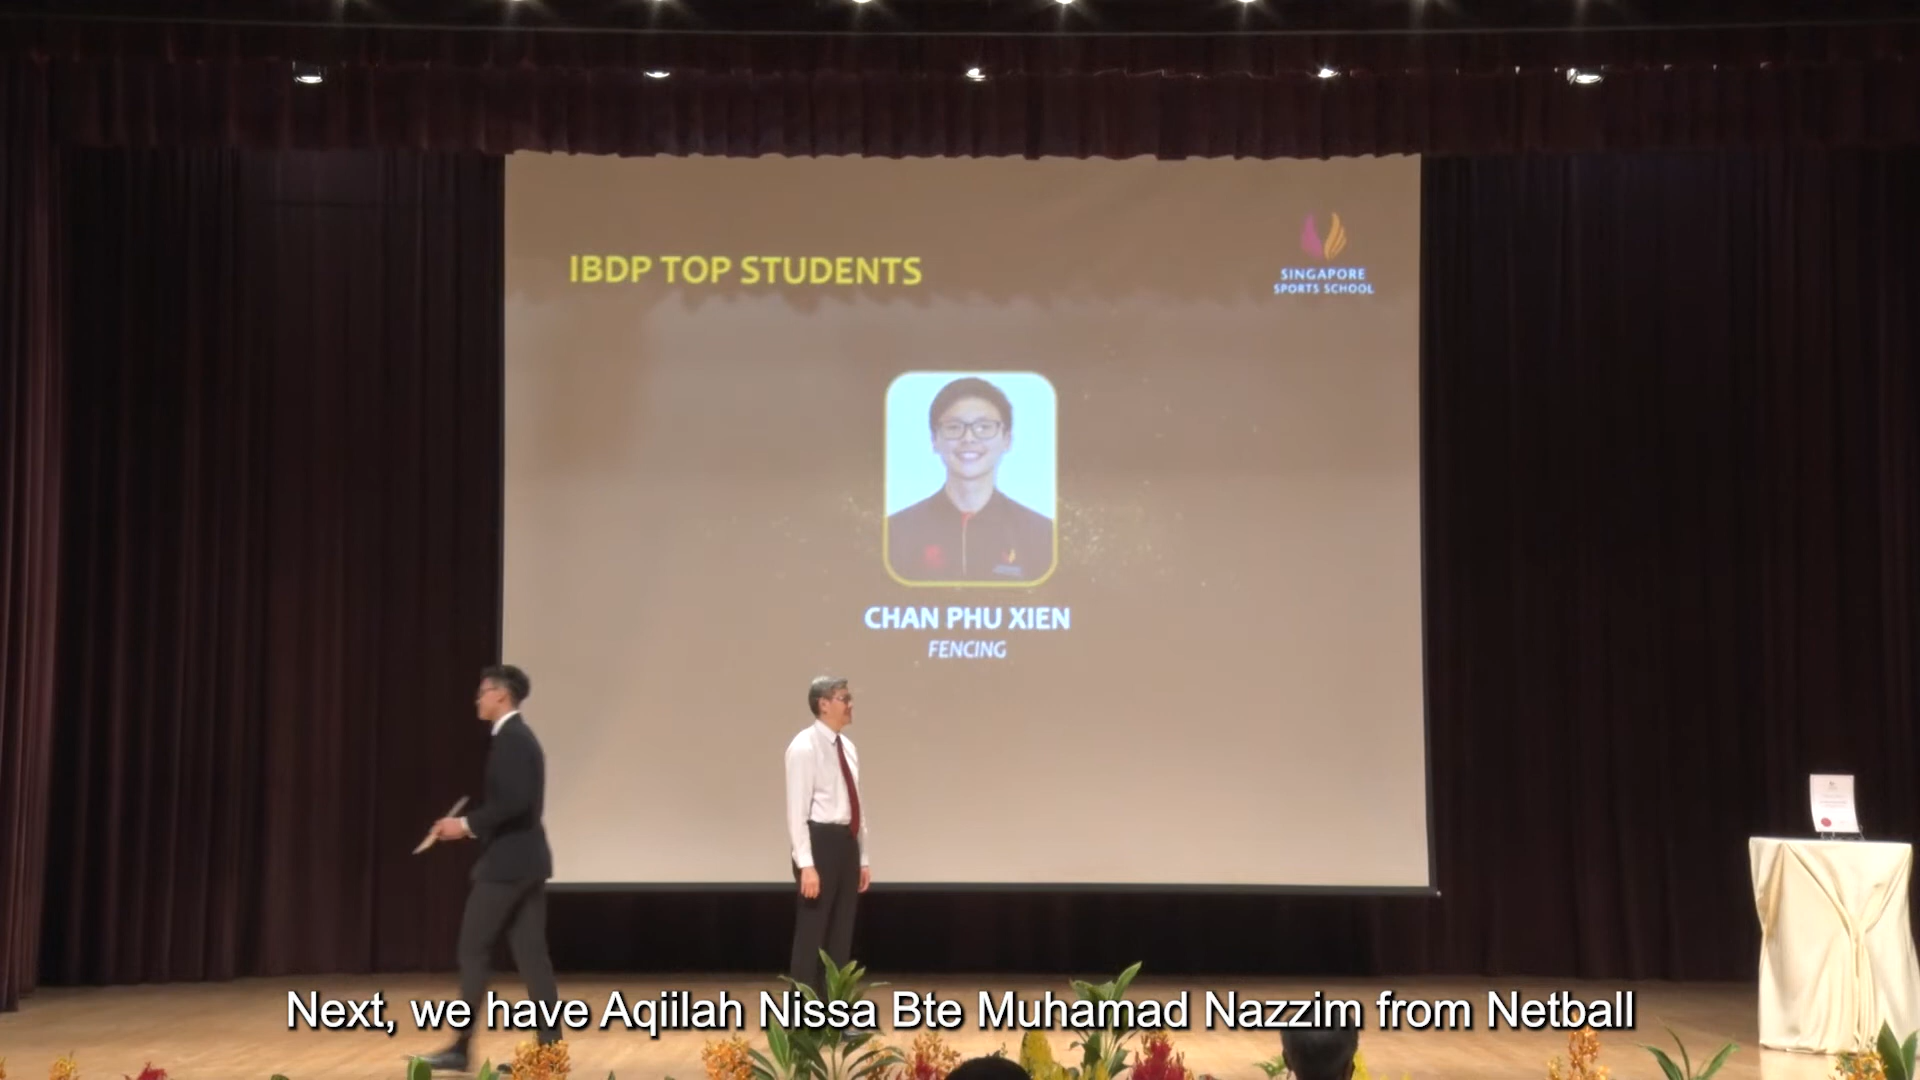 IBDP TOP STUDENTS
SINGAPORE
SPORTS SCHOOL
CHAN PHU XIEN
FENCING
Next, we have Aqiilah Nissa Bte Muhamad Nazzim from Netball